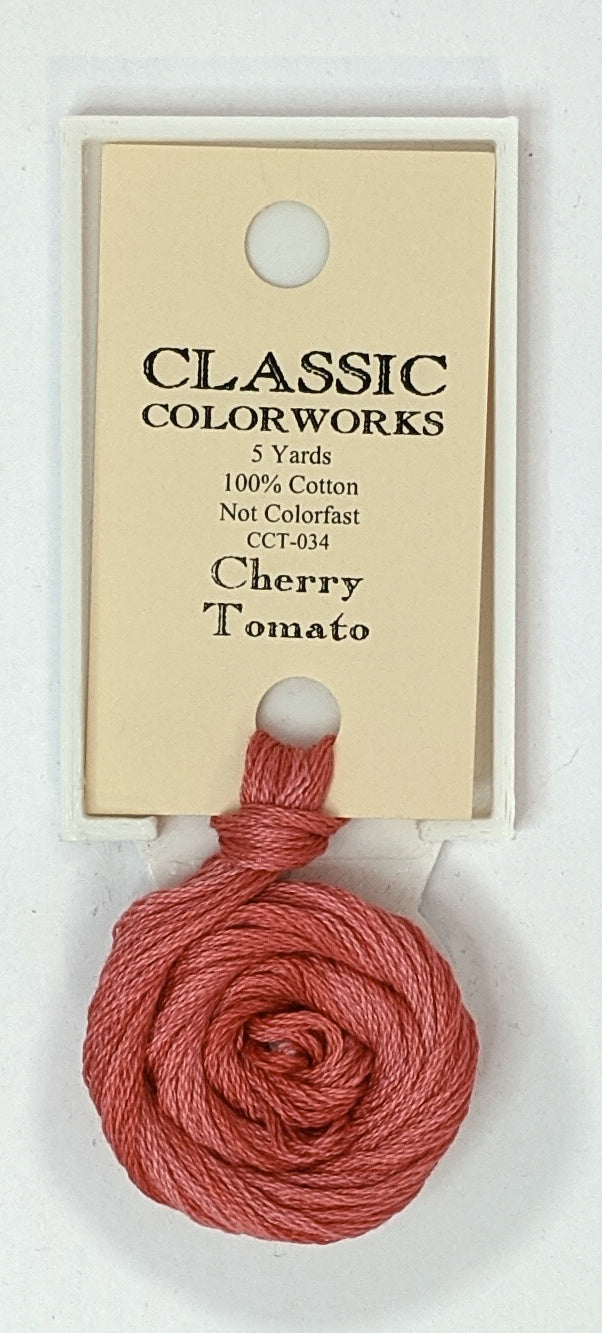 CLASSIC
COLORWORKS
5 Yards
100% Cotton
Not Colorfast
CCT-034
Cherry
Tomato